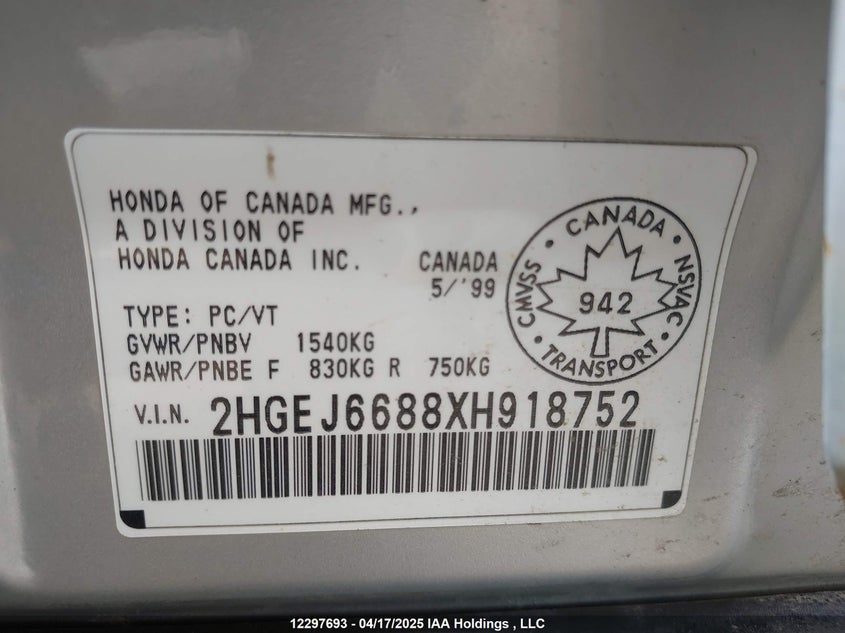 HONDA OF CANADA MFG.,
A DIVISION OF
HONDA CANADA INC.
CANADA
5/'99
TYPE: PC/VT
GVWR/PNBV 1540KG
GAWR/PNBE F 830KG R 750KG
V.I.N. 2HGEJ6688XH918752
CANADA
CMVSS
942
NSVAC
TRANSPORT
12297693 - 04/17/2025 IAA Holdings , LLC